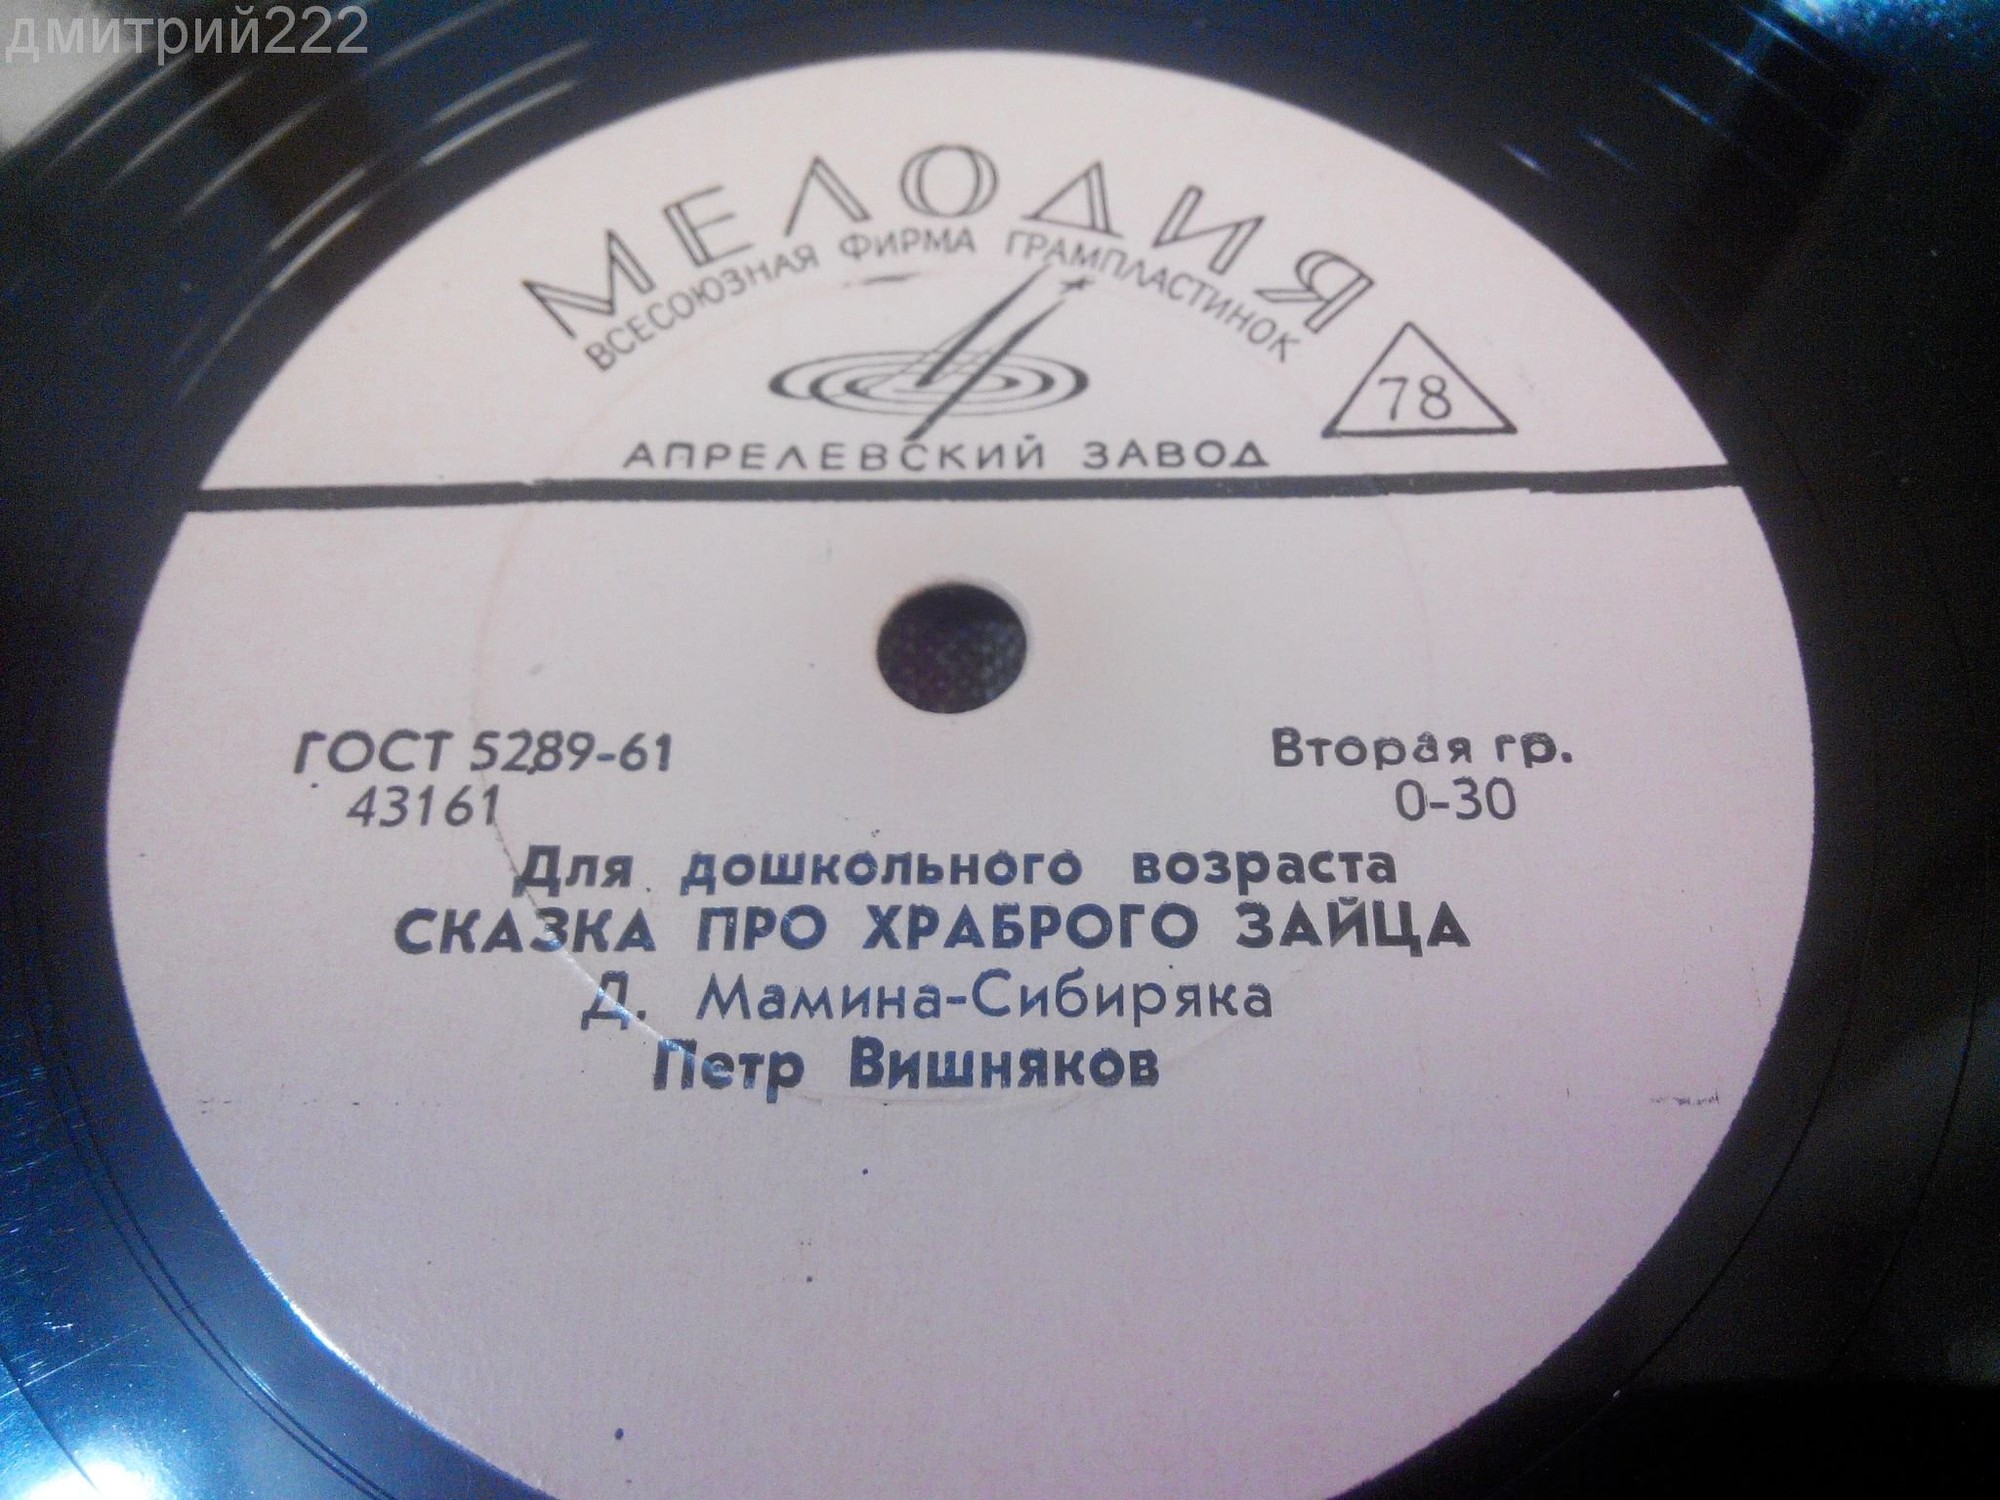 дмитрий222
МЕЛОДИЯ
ВСЕСОЮЗНАЯ ФИРМА ГРАМПЛАСТИНОК
78
АПРЕЛЕВСКИЙ ЗАВОД
ГОСТ 5289-61 Вторая гр.
43161 0-30
Для дошкольного возраста
СКАЗКА ПРО ХРАБРОГО ЗАЙЦА
Д. Мамина-Сибиряка
Петр Вишняков